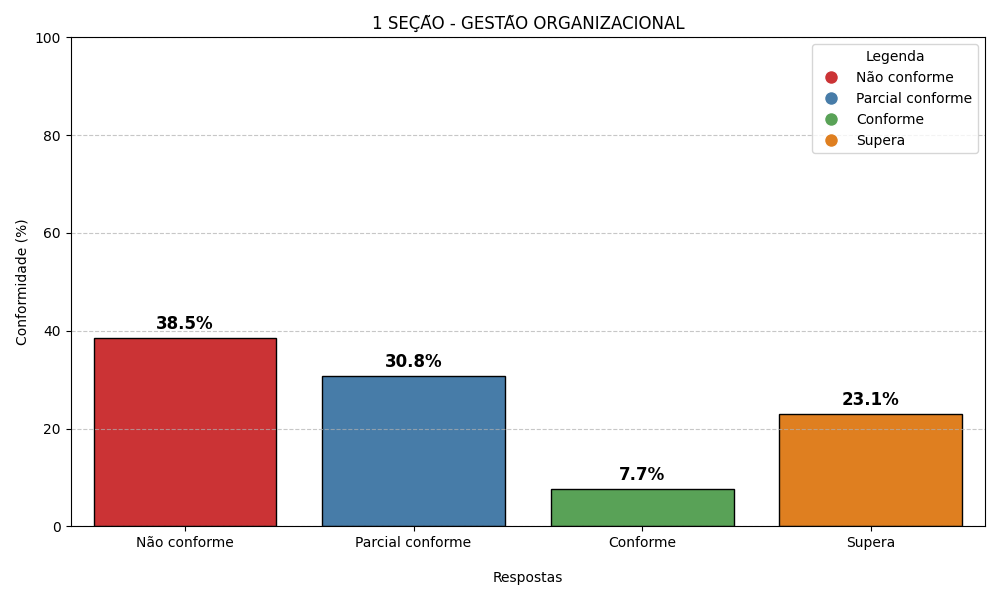 1 SEÇÃO - GESTÃO ORGANIZACIONAL
Legenda
Não conforme
Parcial conforme
Conforme
Supera
Conformidade (%)
100
80
60
40
20
0
38.5%
30.8%
7.7%
23.1%
Não conforme
Parcial conforme
Conforme
Supera
Respostas